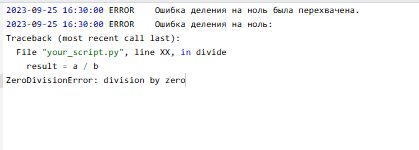 2023-09-25 16:30:00 ERROR    Ошибка деления на ноль была перехвачена.
2023-09-25 16:30:00 ERROR    Ошибка деления на ноль:
Traceback (most recent call last):
  File "your_script.py", line XX, in divide
    result = a / b
ZeroDivisionError: division by zero